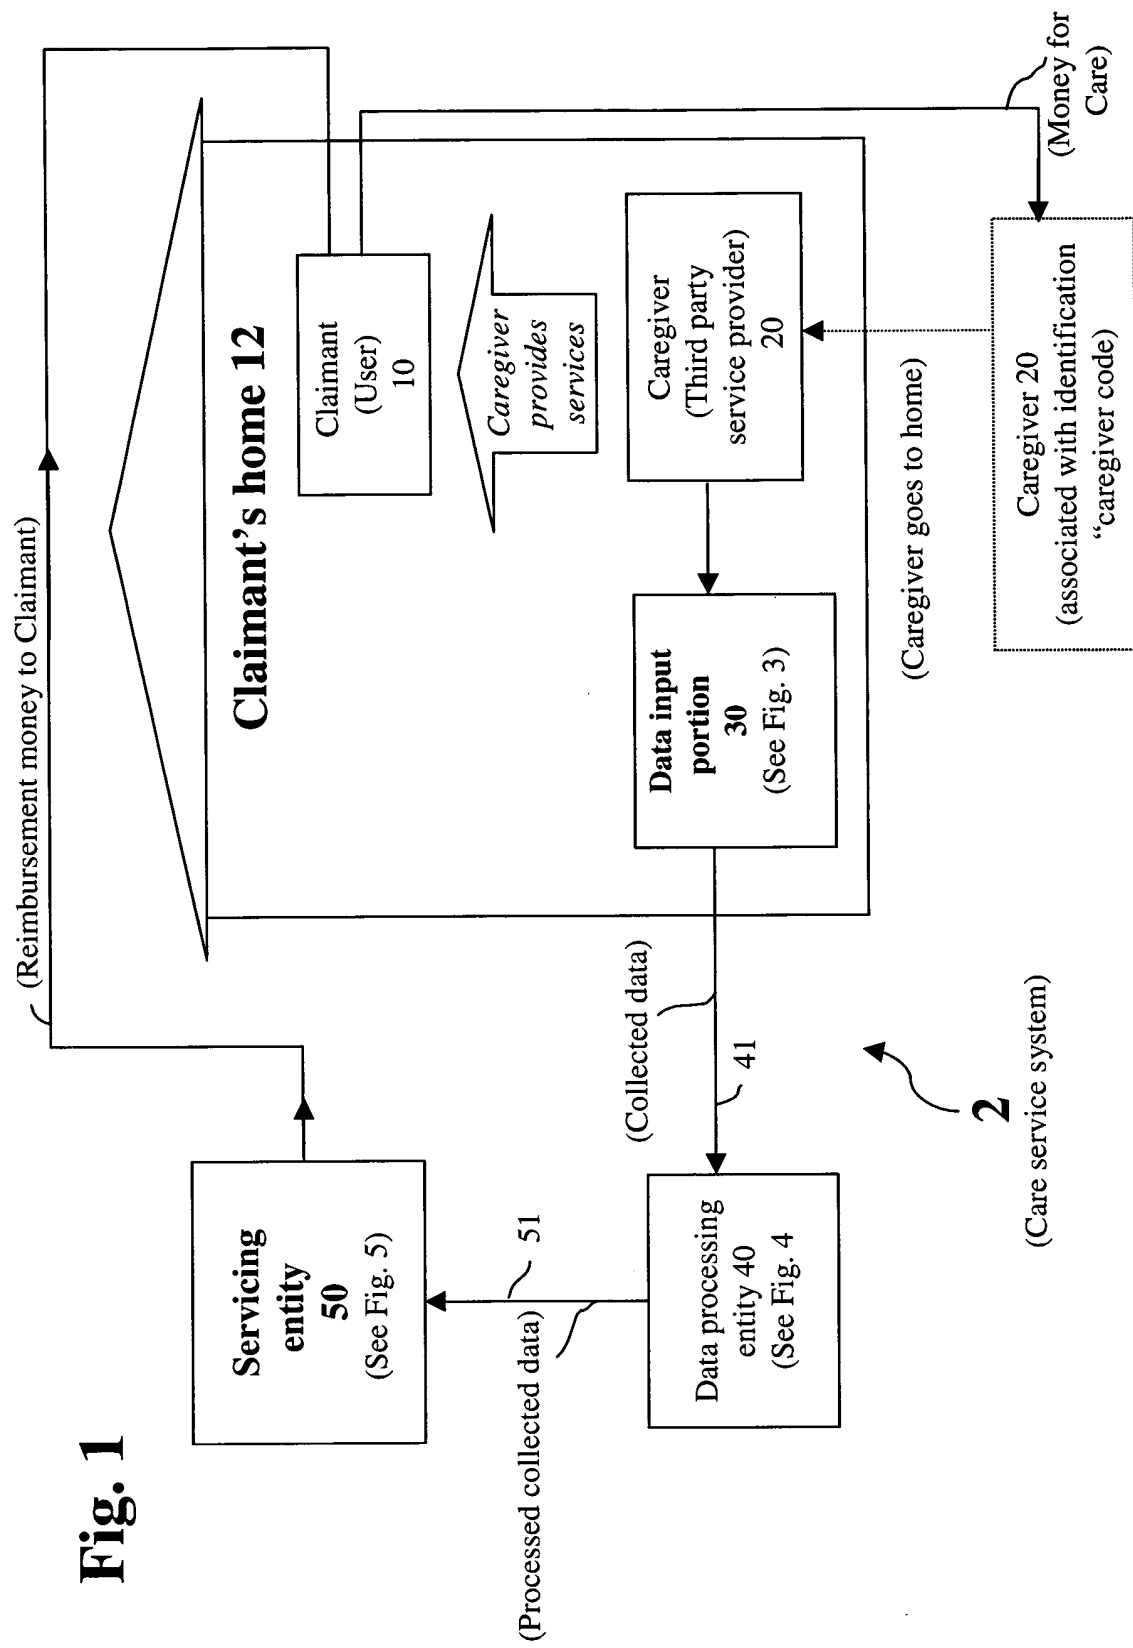 Fig. 1
(Reimbursement money to Claimant)
Servicing
entity
50
(See Fig. 5)
51
(Processed collected data)
Data processing
entity 40
(See Fig. 4
(Collected data)
41
2
(Care service system)
Claimant's home 12
Claimant
(User)
10
Caregiver
provides
services
Data input
portion
30
(See Fig. 3)
Caregiver
(Third party
service provider)
20
(Caregiver goes to home)
Caregiver 20
(associated with identification
“caregiver code”
(Money for
Care)